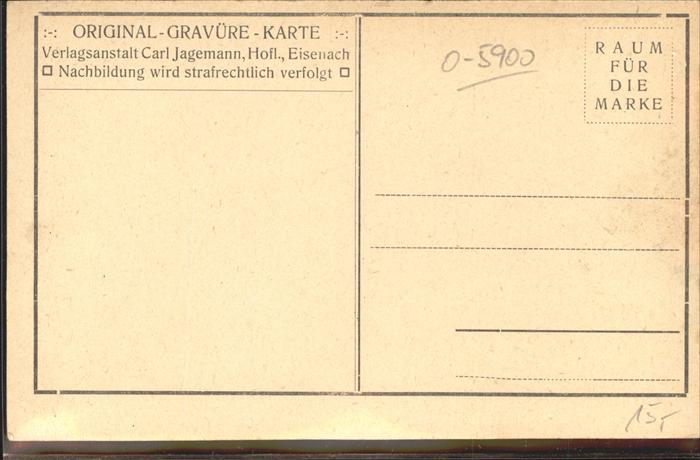 :-: ORIGINAL-GRAVÜRE-KARTE :-:
Verlagsanstalt Carl Jagemann, Hofl., Eisenach
Nachbildung wird strafrechtlich verfolgt
O-5900
RAUM
FÜR
DIE
MARKE
15,-